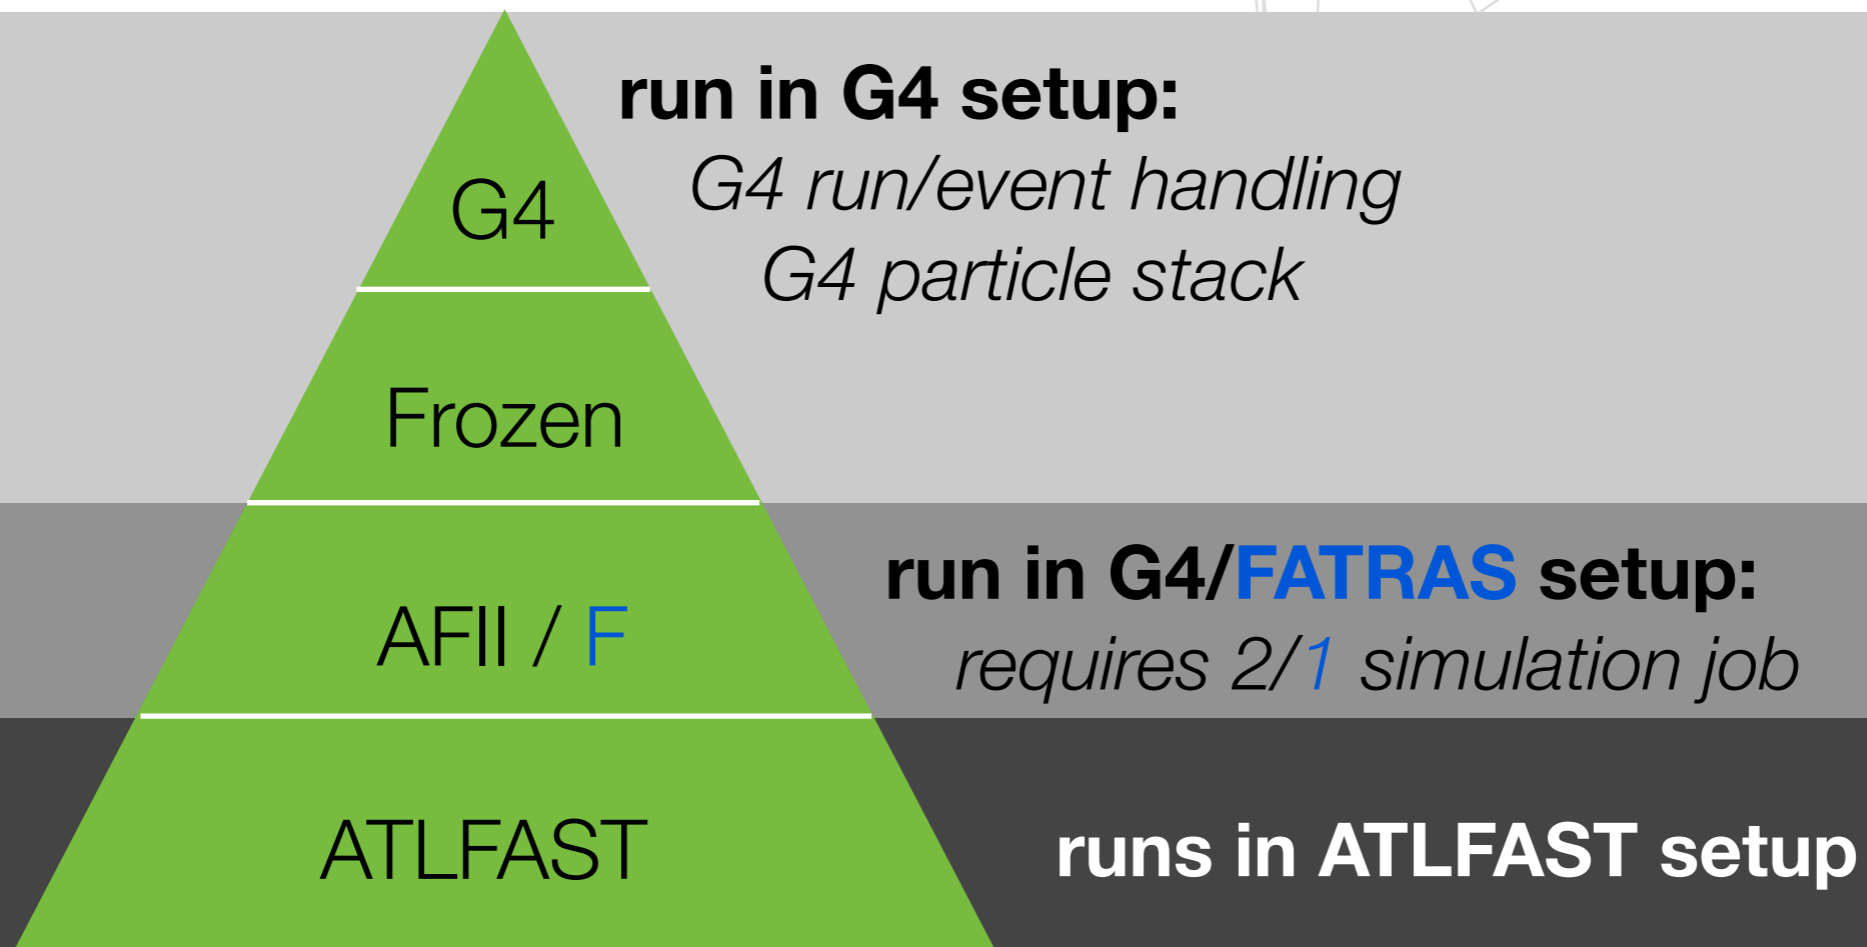 run in G4 setup:
G4 run/event handling
G4
G4 particle stack
Frozen
run in G4/FATRAS setup:
AFII / F
requires 2/1 simulation job
ATLFAST
runs in ATLFAST setup